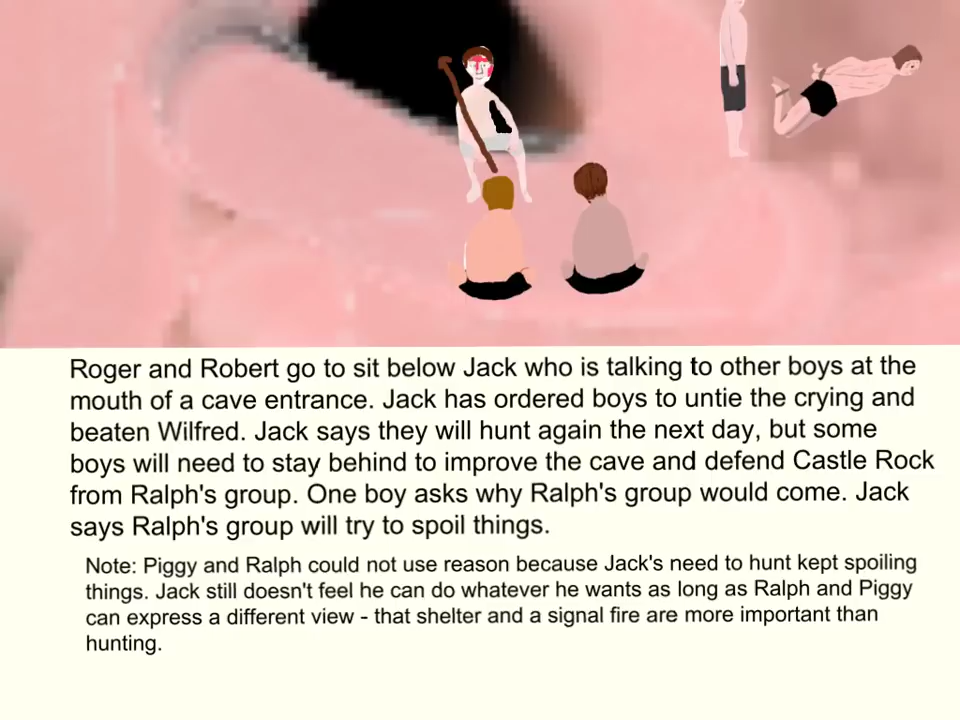 Roger and Robert go to sit below Jack who is talking to other boys at the
mouth of a cave entrance. Jack has ordered boys to untie the crying and
beaten Wilfred. Jack says they will hunt again the next day, but some
boys will need to stay behind to improve the cave and defend Castle Rock
from Ralph's group. One boy asks why Ralph's group would come. Jack
says Ralph's group will try to spoil things.
Note: Piggy and Ralph could not use reason because Jack's need to hunt kept spoiling
things. Jack still doesn't feel he can do whatever he wants as long as Ralph and Piggy
can express a different view - that shelter and a signal fire are more important than
hunting.